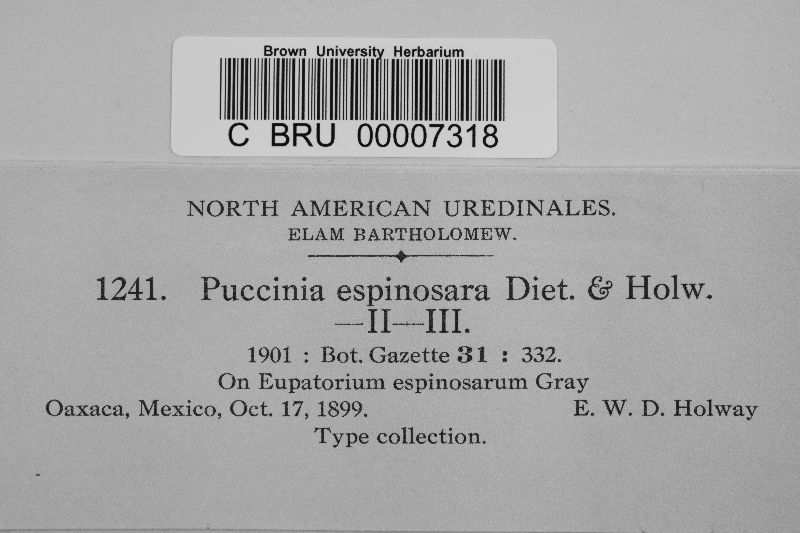 Brown University Herbarium
C BRU 00007318
NORTH AMERICAN UREDINALES.
ELAM BARTHOLOMEW.
1241. Puccinia espinosara Diet. & Holw.
—II—III.
1901 : Bot. Gazette 31 : 332.
On Eupatorium espinosarum Gray
Oaxaca, Mexico, Oct. 17, 1899. E. W. D. Holway
Type collection.